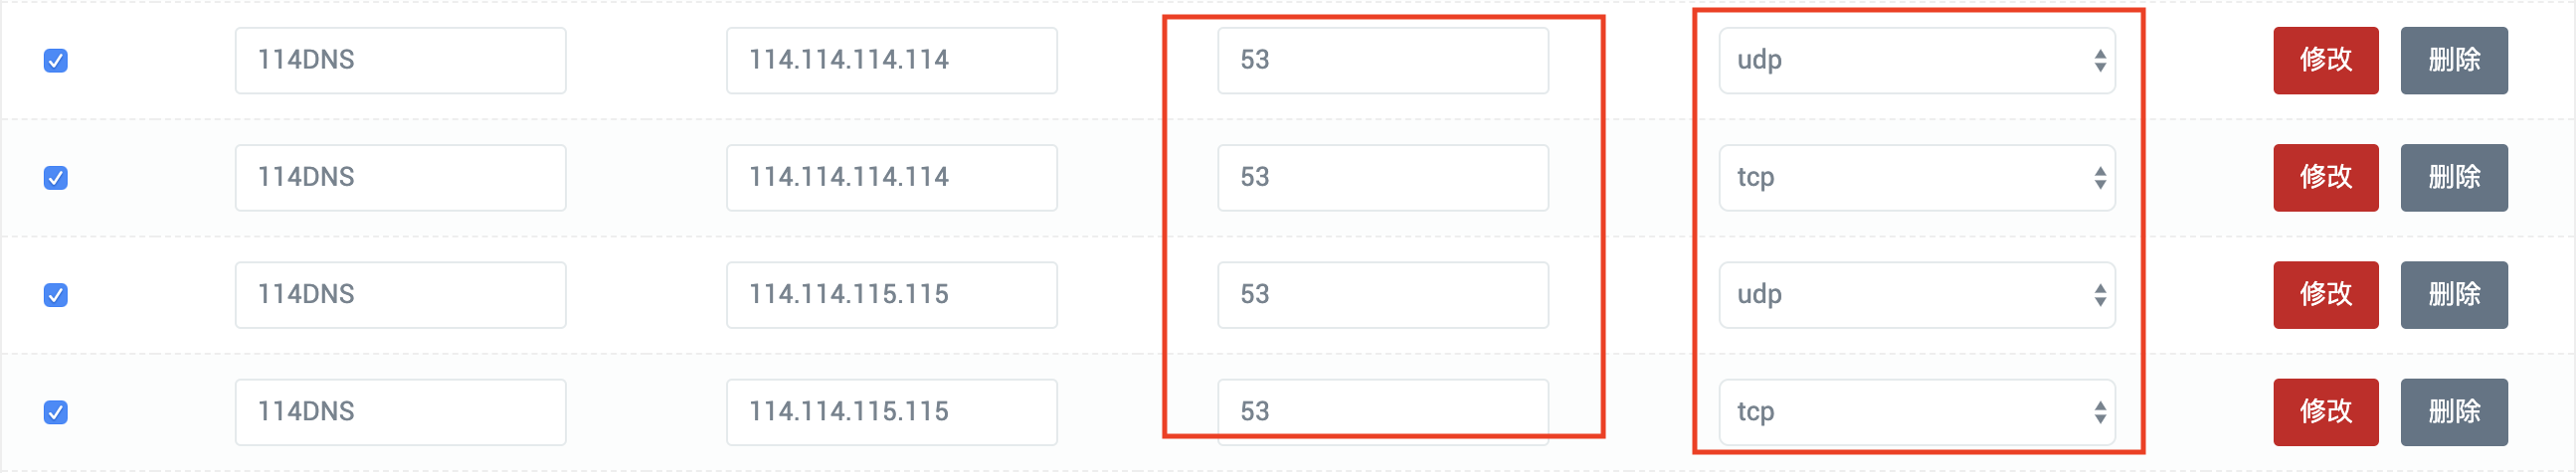 114DNS 114.114.114.114 53 udp 修改 删除
114DNS 114.114.114.114 53 tcp 修改 删除
114DNS 114.114.115.115 53 udp 修改 删除
114DNS 114.114.115.115 53 tcp 修改 删除